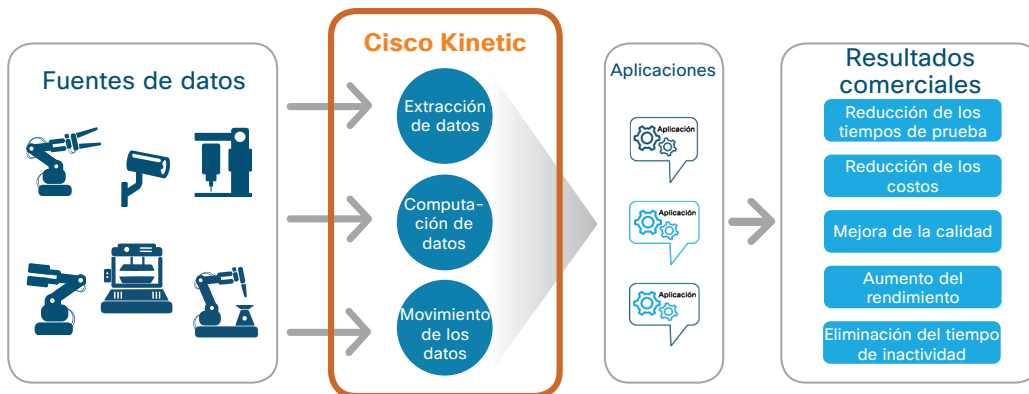 Fuentes de datos
Cisco Kinetic
Extracción
de datos
Computa-
ción de
datos
Movimiento
de los
datos
Aplicaciones
Aplicación
Aplicación
Aplicación
Resultados
comerciales
Reducción de los
tiempos de prueba
Reducción de los
costos
Mejora de la calidad
Aumento del
rendimiento
Eliminación del tiempo
de inactividad